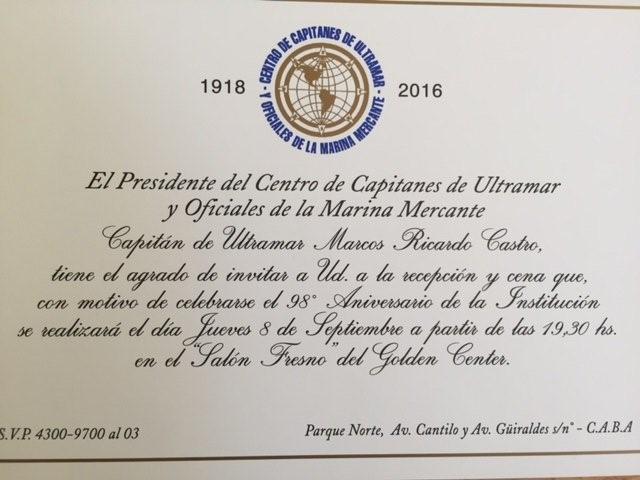 CENTRO DE CAPITANES DE ULTRAMAR
Y OFICIALES DE LA MARINA MERCANTE
1918 2016
El Presidente del Centro de Capitanes de Ultramar
y Oficiales de la Marina Mercante
Capitán de Ultramar Marcos Ricardo Castro,
tiene el agrado de invitar a Ud. a la recepción y cena que,
con motivo de celebrarse el 98° Aniversario de la Institución
se realizará el día Jueves 8 de Septiembre a partir de las 19,30 hs.
en el "Salón Fresno" del Golden Center.
S.V.P. 4300-9700 al 03
Parque Norte, Av. Cantilo y Av. Güiraldes s/n° - C.A.B.A